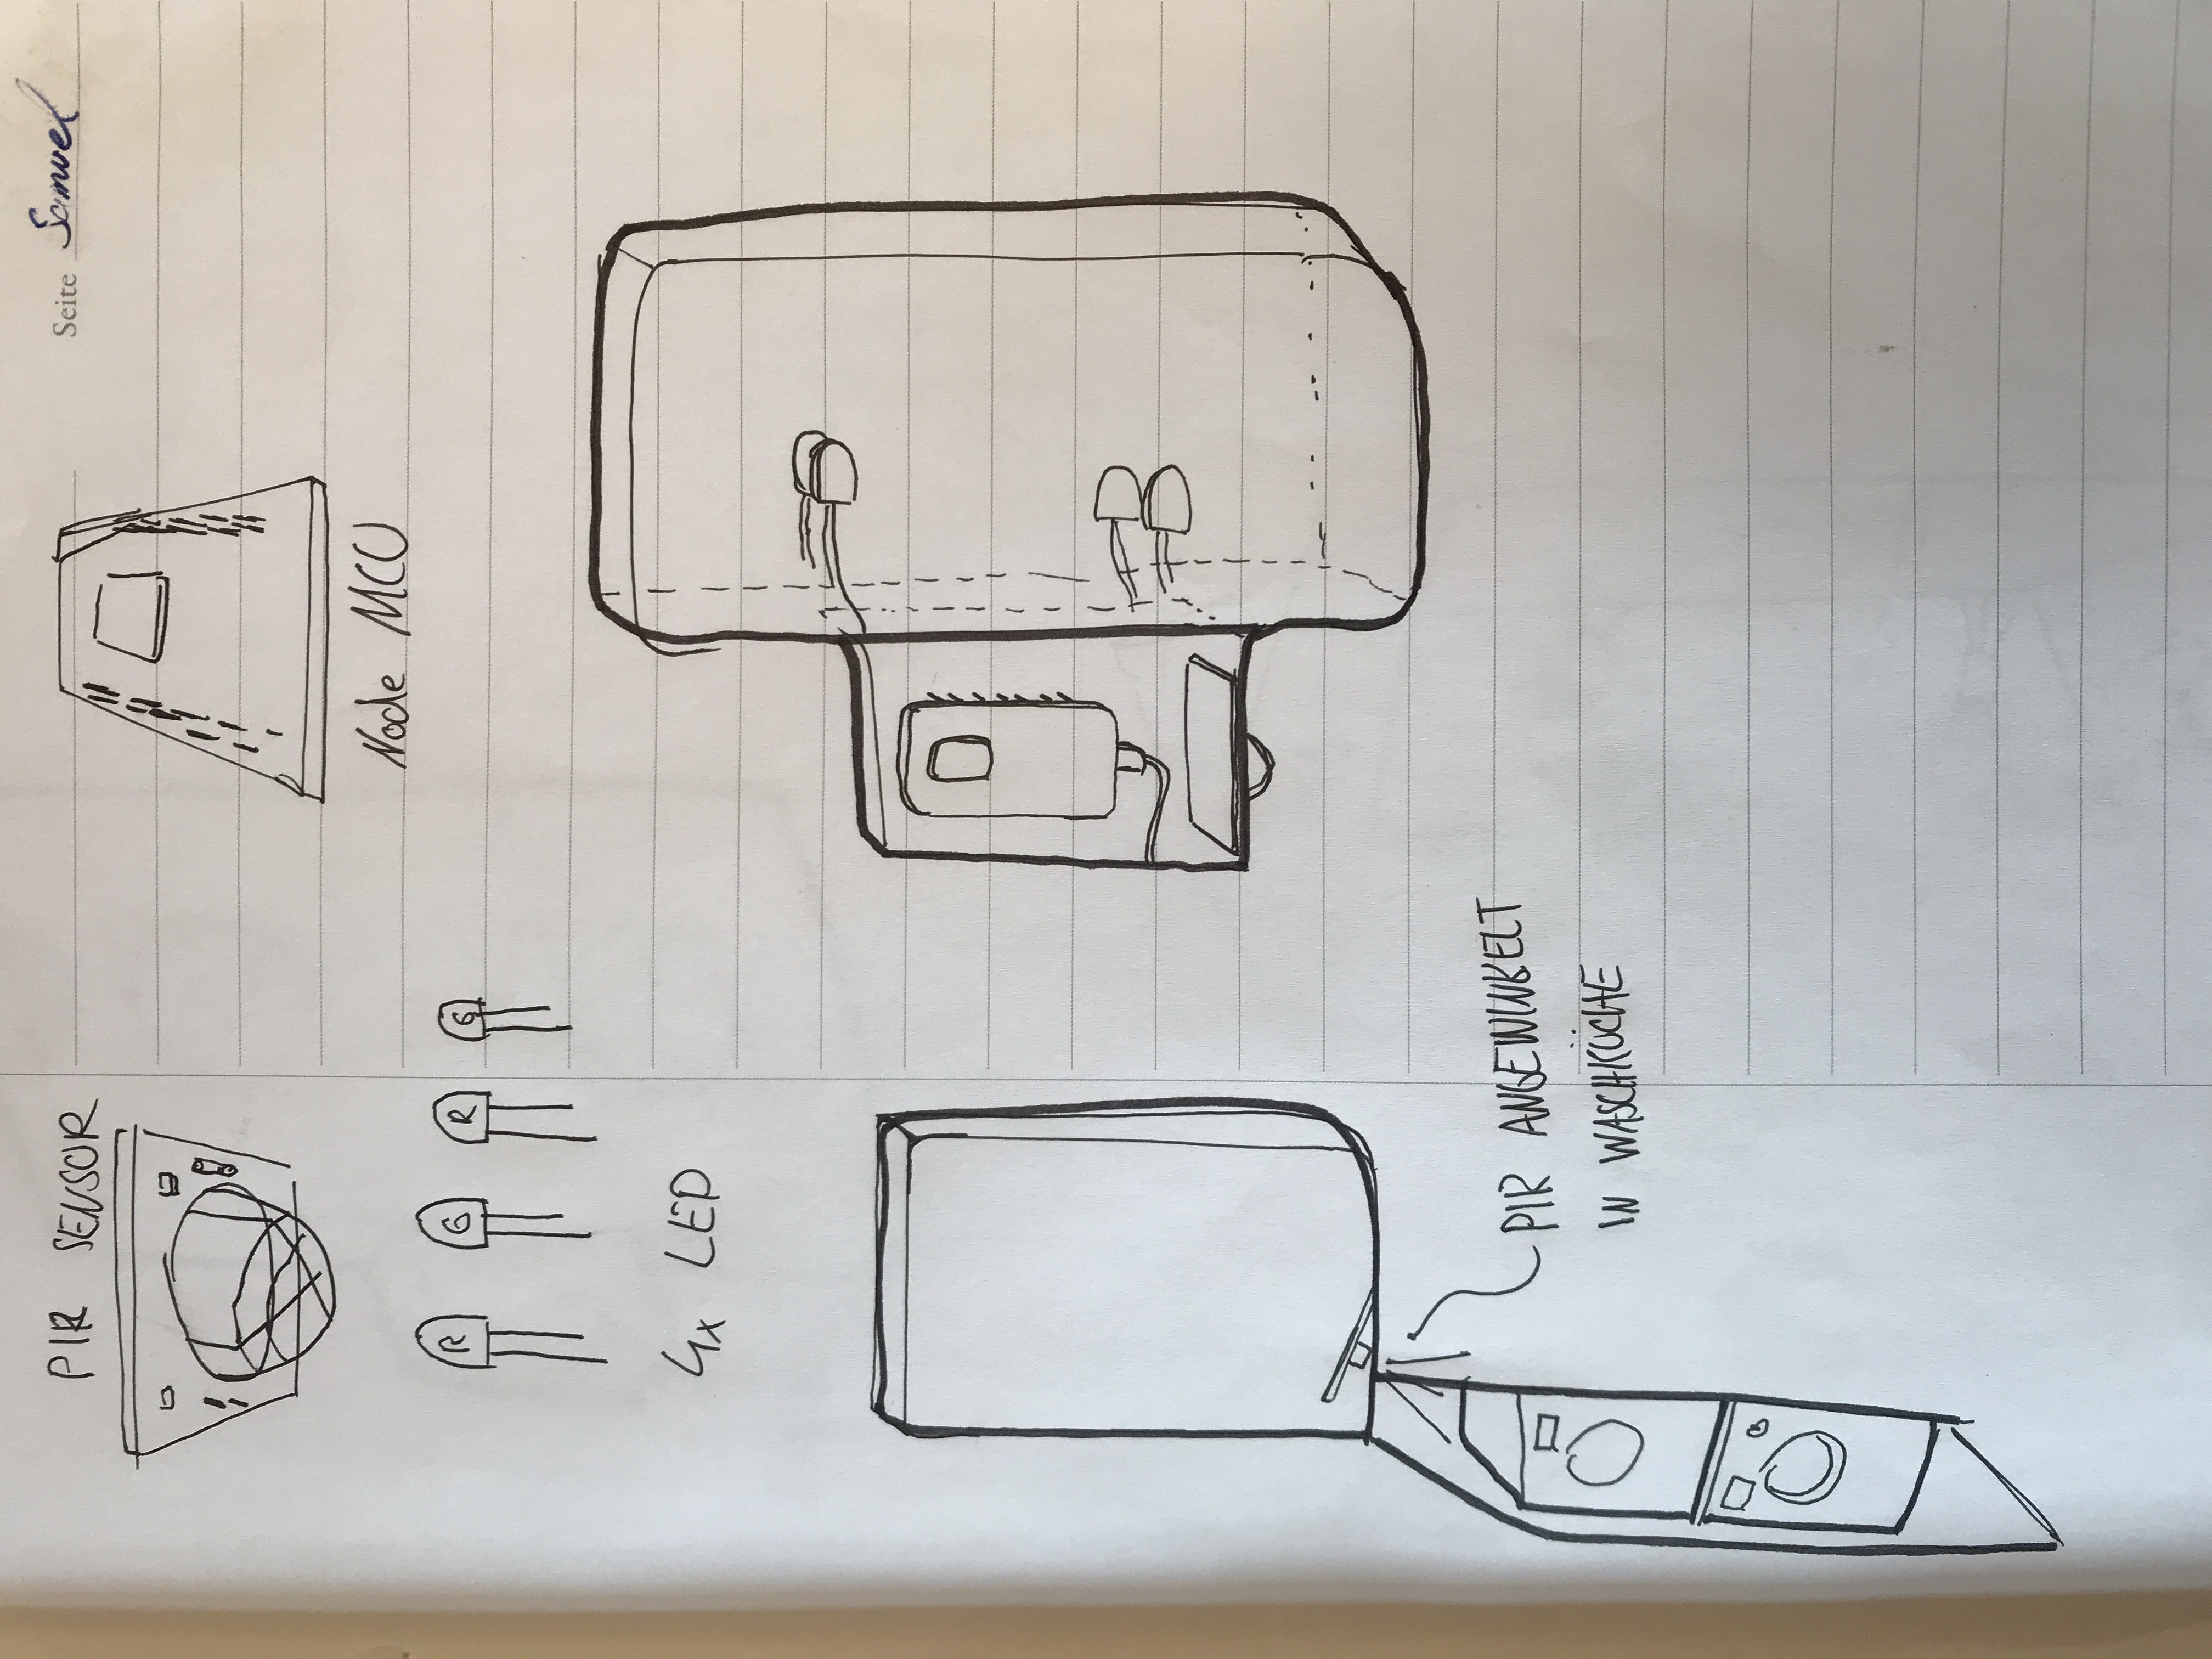 Seite Samuel
PIR SENSOR
Node MCU
R G R G
4x LED
PIR ANGEWINKELT
IN WASCHKÜCHE